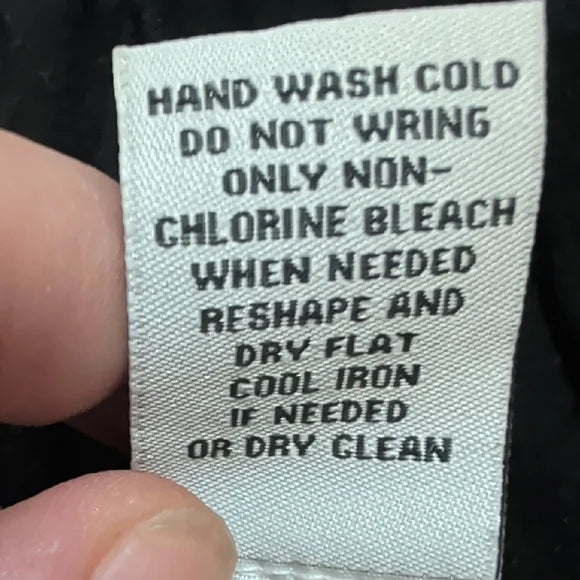 HAND WASH COLD
DO NOT WRING
ONLY NON-
CHLORINE BLEACH
WHEN NEEDED
RESHAPE AND
DRY FLAT
COOL IRON
IF NEEDED
OR DRY CLEAN